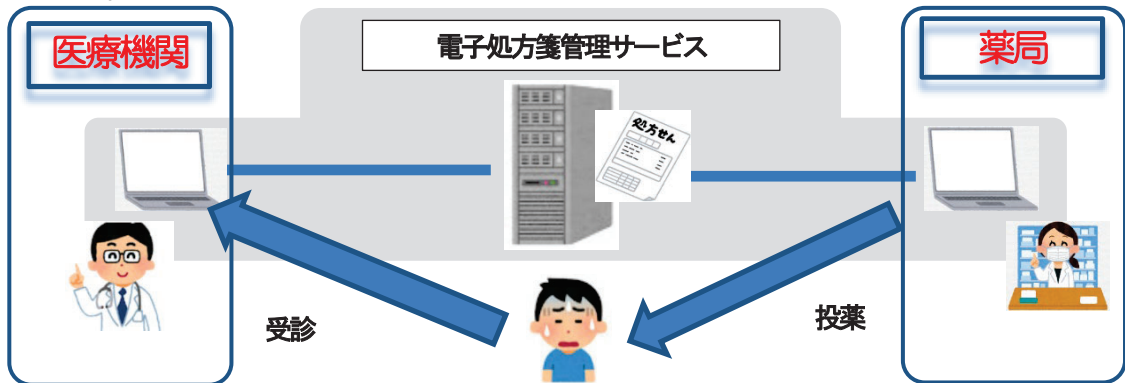 医療機関
電子処方箋管理サービス
薬局
処方せん
受診
投薬